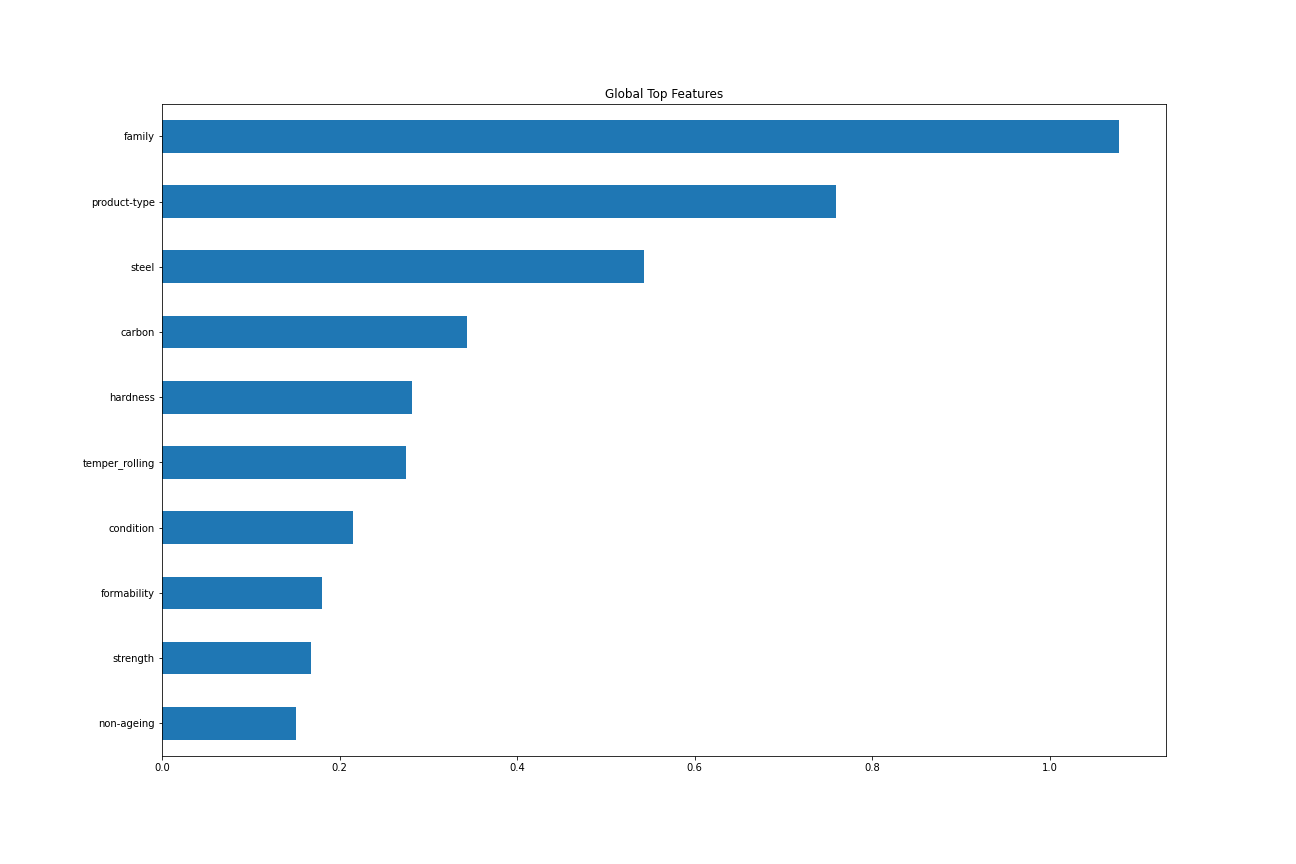 Global Top Features
family
product-type
steel
carbon
hardness
temper_rolling
condition
formability
strength
non-ageing
0.0 0.2 0.4 0.6 0.8 1.0